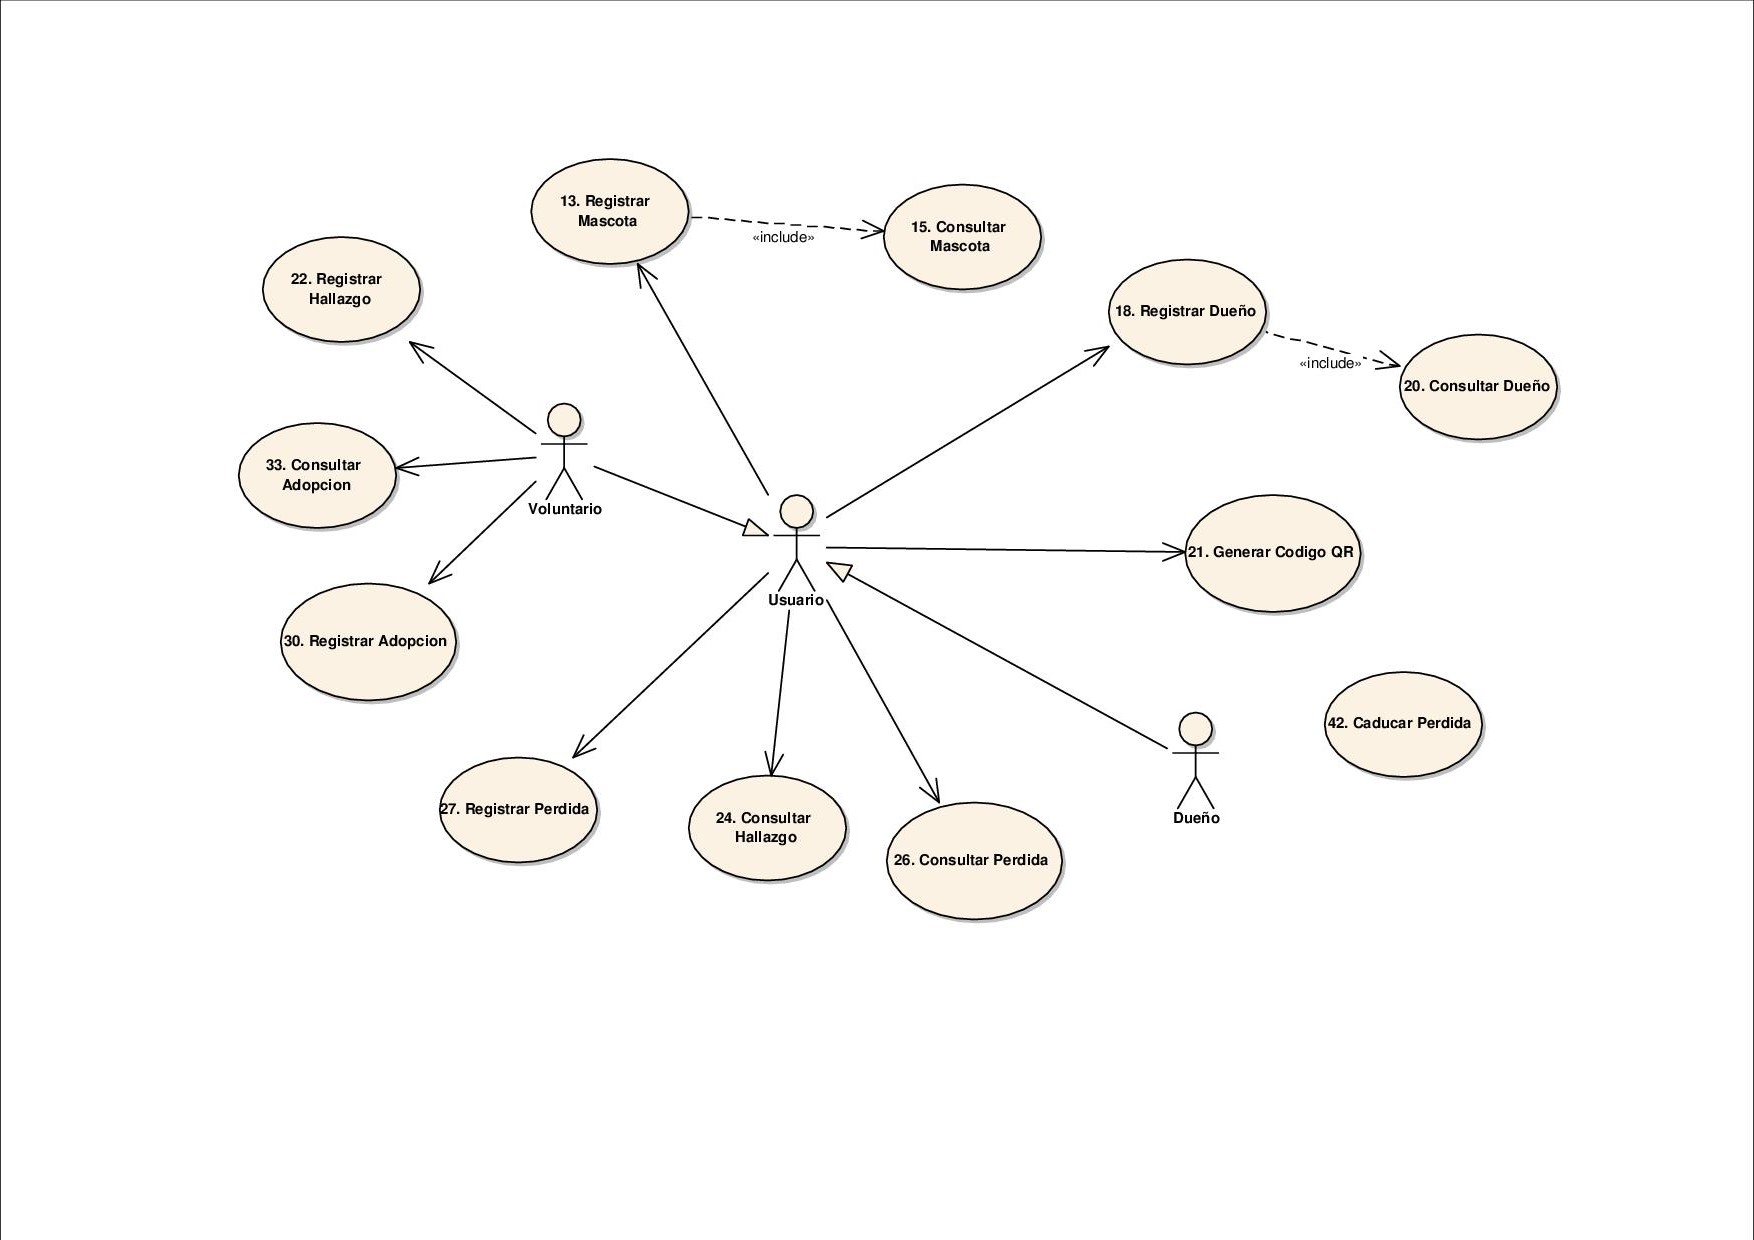 13. Registrar
Mascota
«include»
15. Consultar
Mascota
22. Registrar
Hallazgo
18. Registrar Dueño
«include»
20. Consultar Dueño
33. Consultar
Adopcion
Voluntario
Usuario
21. Generar Codigo QR
30. Registrar Adopcion
42. Caducar Perdida
27. Registrar Perdida
24. Consultar
Hallazgo
26. Consultar Perdida
Dueño